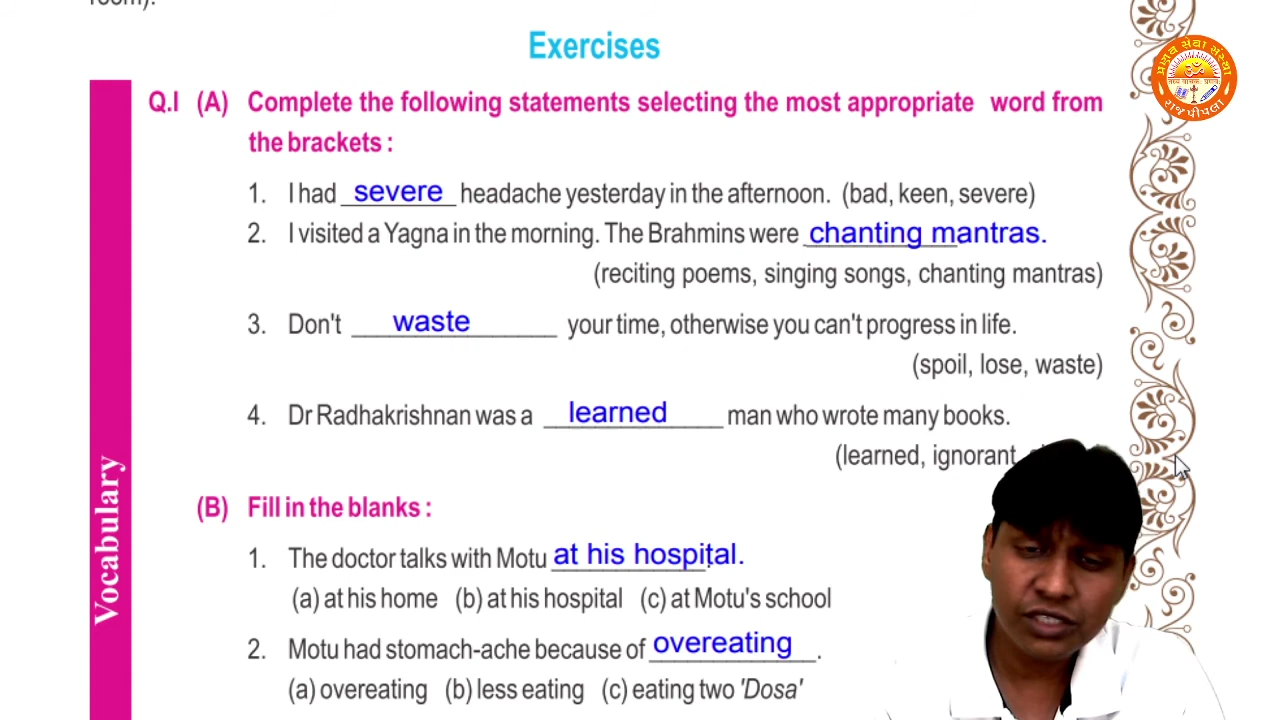 room).
Exercises
પ્રણવ સેવા સંસ્થા
રાજપીપલા
Q.I (A) Complete the following statements selecting the most appropriate word from
the brackets :
1. I had severe headache yesterday in the afternoon. (bad, keen, severe)
2. I visited a Yagna in the morning. The Brahmins were chanting mantras.
(reciting poems, singing songs, chanting mantras)
3. Don't waste your time, otherwise you can't progress in life.
(spoil, lose, waste)
4. Dr Radhakrishnan was a learned man who wrote many books.
(learned, ignorant,
Vocabulary
(B) Fill in the blanks :
1. The doctor talks with Motu at his hospital.
(a) at his home (b) at his hospital (c) at Motu's school
2. Motu had stomach-ache because of overeating.
(a) overeating (b) less eating (c) eating two 'Dosa'